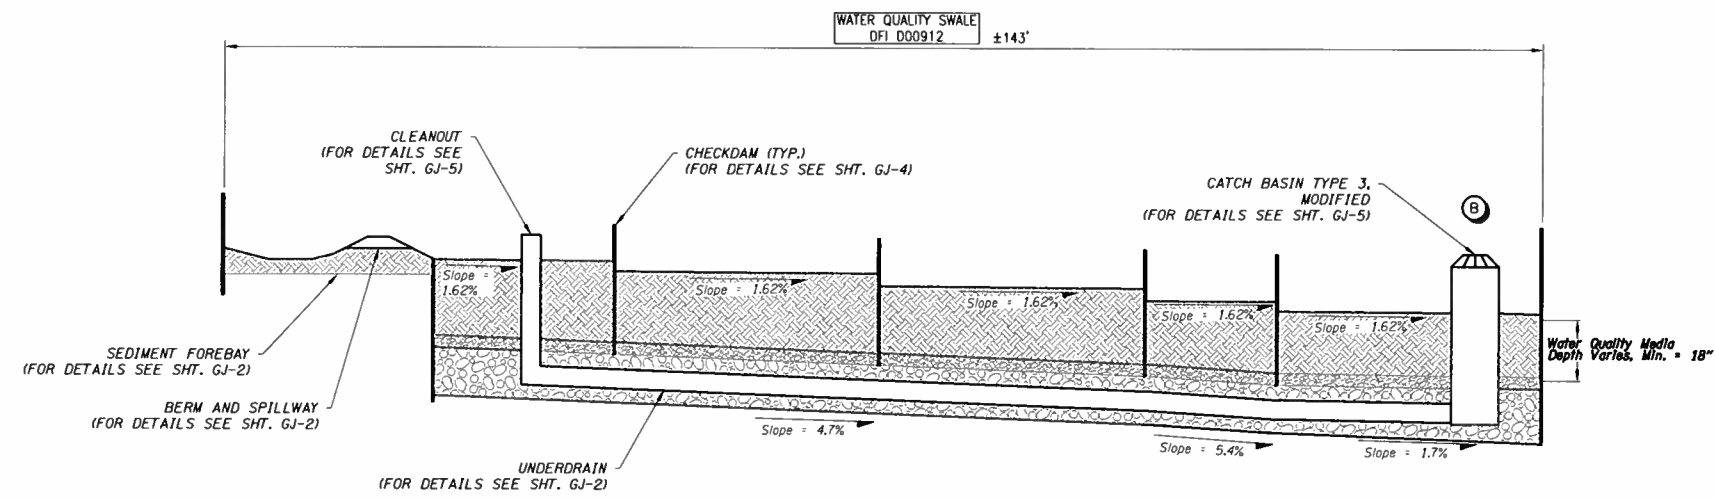 WATER QUALITY SWALE
DFI D00912
±143'
CLEANOUT
(FOR DETAILS SEE
SHT. GJ-5)
CHECKDAM (TYP.)
(FOR DETAILS SEE SHT. GJ-4)
CATCH BASIN TYPE 3,
MODIFIED
(FOR DETAILS SEE SHT. GJ-5)
B
Slope =
1.62%
Slope = 1.62%
Slope = 1.62%
Slope = 1.62%
Slope = 1.62%
Water Quality Media
Depth Varies, Min. = 18"
SEDIMENT FOREBAY
(FOR DETAILS SEE SHT. GJ-2)
BERM AND SPILLWAY
(FOR DETAILS SEE SHT. GJ-2)
Slope = 4.7%
Slope = 5.4%
Slope = 1.7%
UNDERDRAIN
(FOR DETAILS SEE SHT. GJ-2)